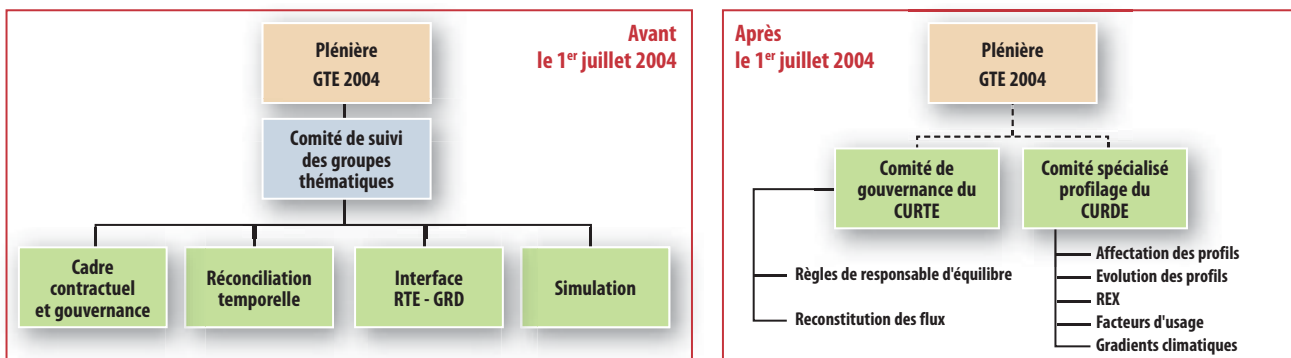 Avant
le 1er juillet 2004
Plénière
GTE 2004
Comité de suivi
des groupes
thématiques
Cadre
contractuel
et gouvernance
Réconciliation
temporelle
Interface
RTE - GRD
Simulation
Après
le 1er juillet 2004
Plénière
GTE 2004
Comité de
gouvernance du
CURTE
Règles de responsable d'équilibre
Reconstitution des flux
Comité spécialisé
profilage du
CURDE
Affectation des profils
Evolution des profils
REX
Facteurs d'usage
Gradients climatiques